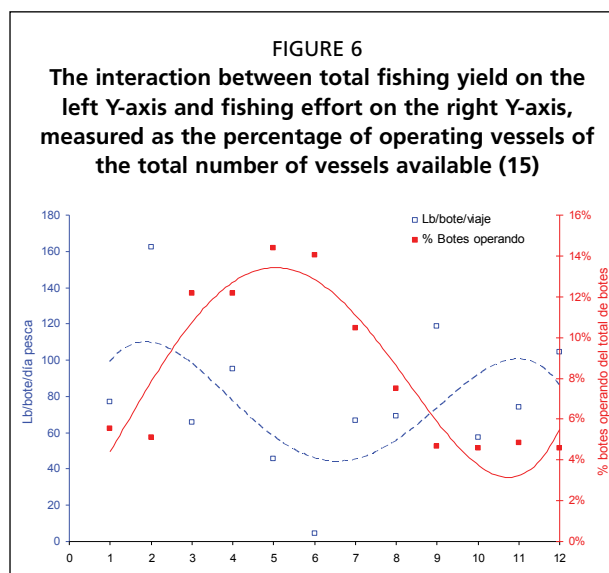 FIGURE 6
The interaction between total fishing yield on the
left Y-axis and fishing effort on the right Y-axis,
measured as the percentage of operating vessels of
the total number of vessels available (15)
Lb/bote/viaje
% Botes operando
Lb/bote/día pesca
180
160
140
120
100
80
60
40
20
0
16%
14%
12%
10%
8%
6%
4%
2%
0%
% botes operando del total de botes
0 1 2 3 4 5 6 7 8 9 10 11 12